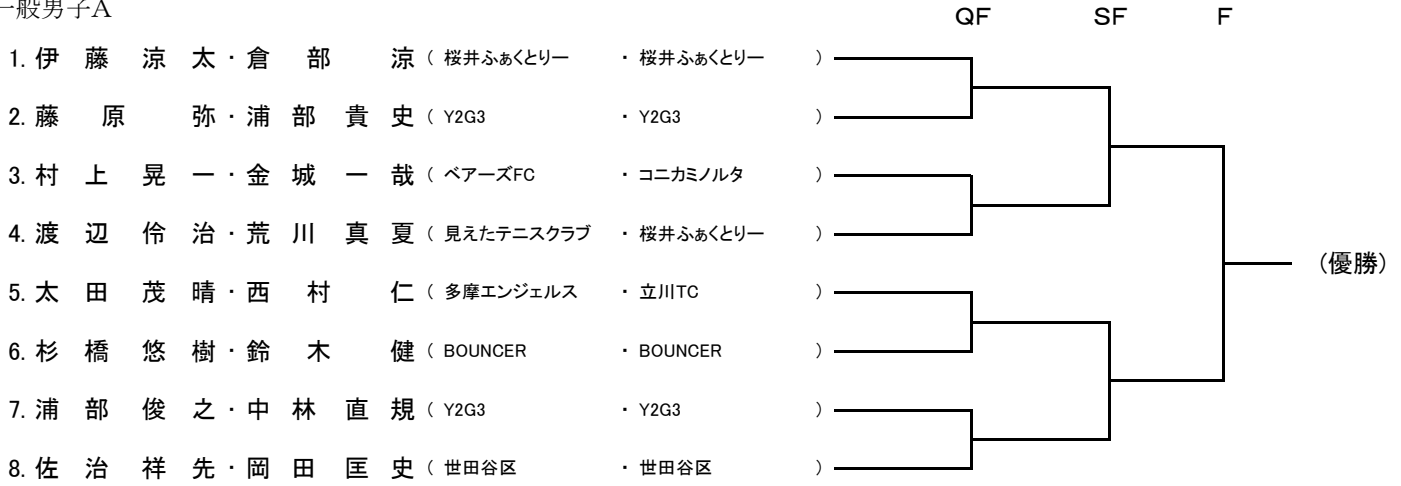 一般男子A
QF SF F
1. 伊藤涼太・倉部涼 ( 桜井ふぁくとりー ・ 桜井ふぁくとりー )
2. 藤原弥・浦部貴史 ( Y2G3 ・ Y2G3 )
3. 村上晃一・金城一哉 ( ベアーズFC ・ コニカミノルタ )
4. 渡辺伶治・荒川真夏 ( 見えたテニスクラブ ・ 桜井ふぁくとりー )
(優勝)
5. 太田茂晴・西村仁 ( 多摩エンジェルス ・ 立川TC )
6. 杉橋悠樹・鈴木健 ( BOUNCER ・ BOUNCER )
7. 浦部俊之・中林直規 ( Y2G3 ・ Y2G3 )
8. 佐治祥先・岡田匡史 ( 世田谷区 ・ 世田谷区 )